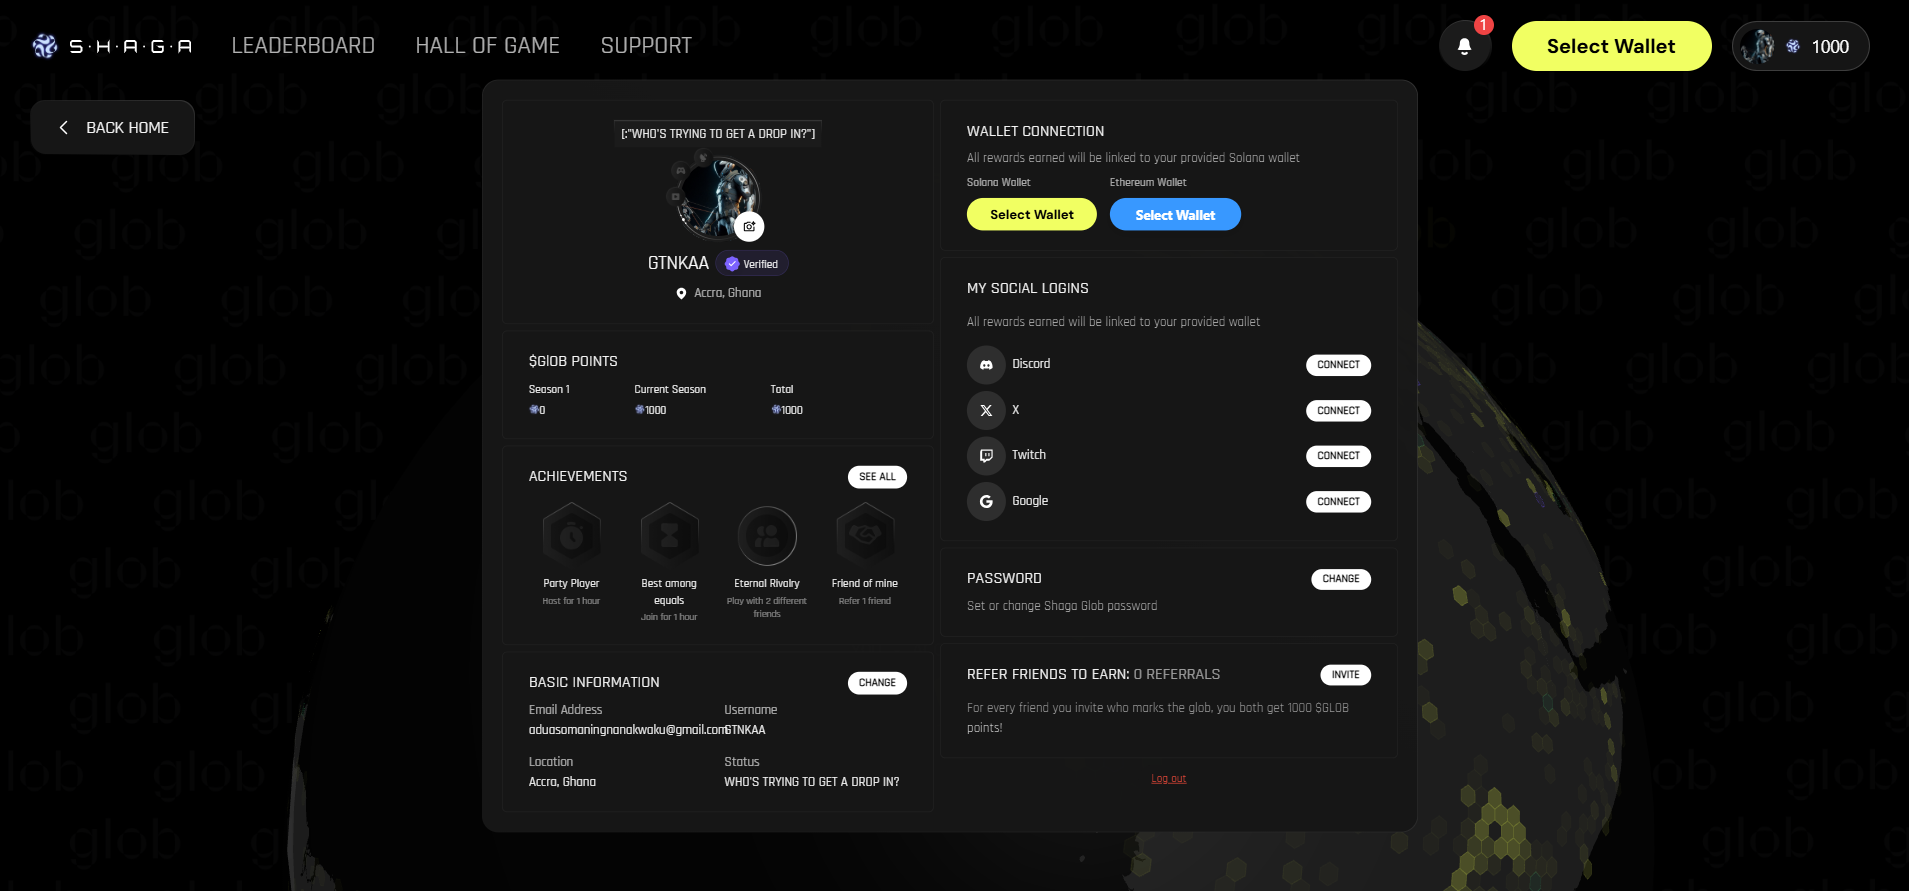 S·H·A·G·A
LEADERBOARD
HALL OF GAME
SUPPORT
1
Select Wallet
1000
BACK HOME
[:"WHO'S TRYING TO GET A DROP IN?"]
GTNKAA
Verified
Accra, Ghana
$GlOB POINTS
Season 1
Current Season
Total
0
1000
1000
ACHIEVEMENTS
SEE ALL
Party Player
Host for 1 hour
Best among
equals
Join for 1 hour
Eternal Rivalry
Play with 2 different
friends
Friend of mine
Refer 1 friend
BASIC INFORMATION
CHANGE
Email Address
Username
aduasomaningnanakwaku@gmail.com
GTNKAA
Location
Status
Accra, Ghana
WHO'S TRYING TO GET A DROP IN?
WALLET CONNECTION
All rewards earned will be linked to your provided Solana wallet
Solana Wallet
Ethereum Wallet
Select Wallet
Select Wallet
MY SOCIAL LOGINS
All rewards earned will be linked to your provided wallet
Discord
CONNECT
X
CONNECT
Twitch
CONNECT
Google
CONNECT
PASSWORD
CHANGE
Set or change Shaga Glob password
REFER FRIENDS TO EARN: 0 REFERRALS
INVITE
For every friend you invite who marks the glob, you both get 1000 $GLOB
points!
Log out
glob